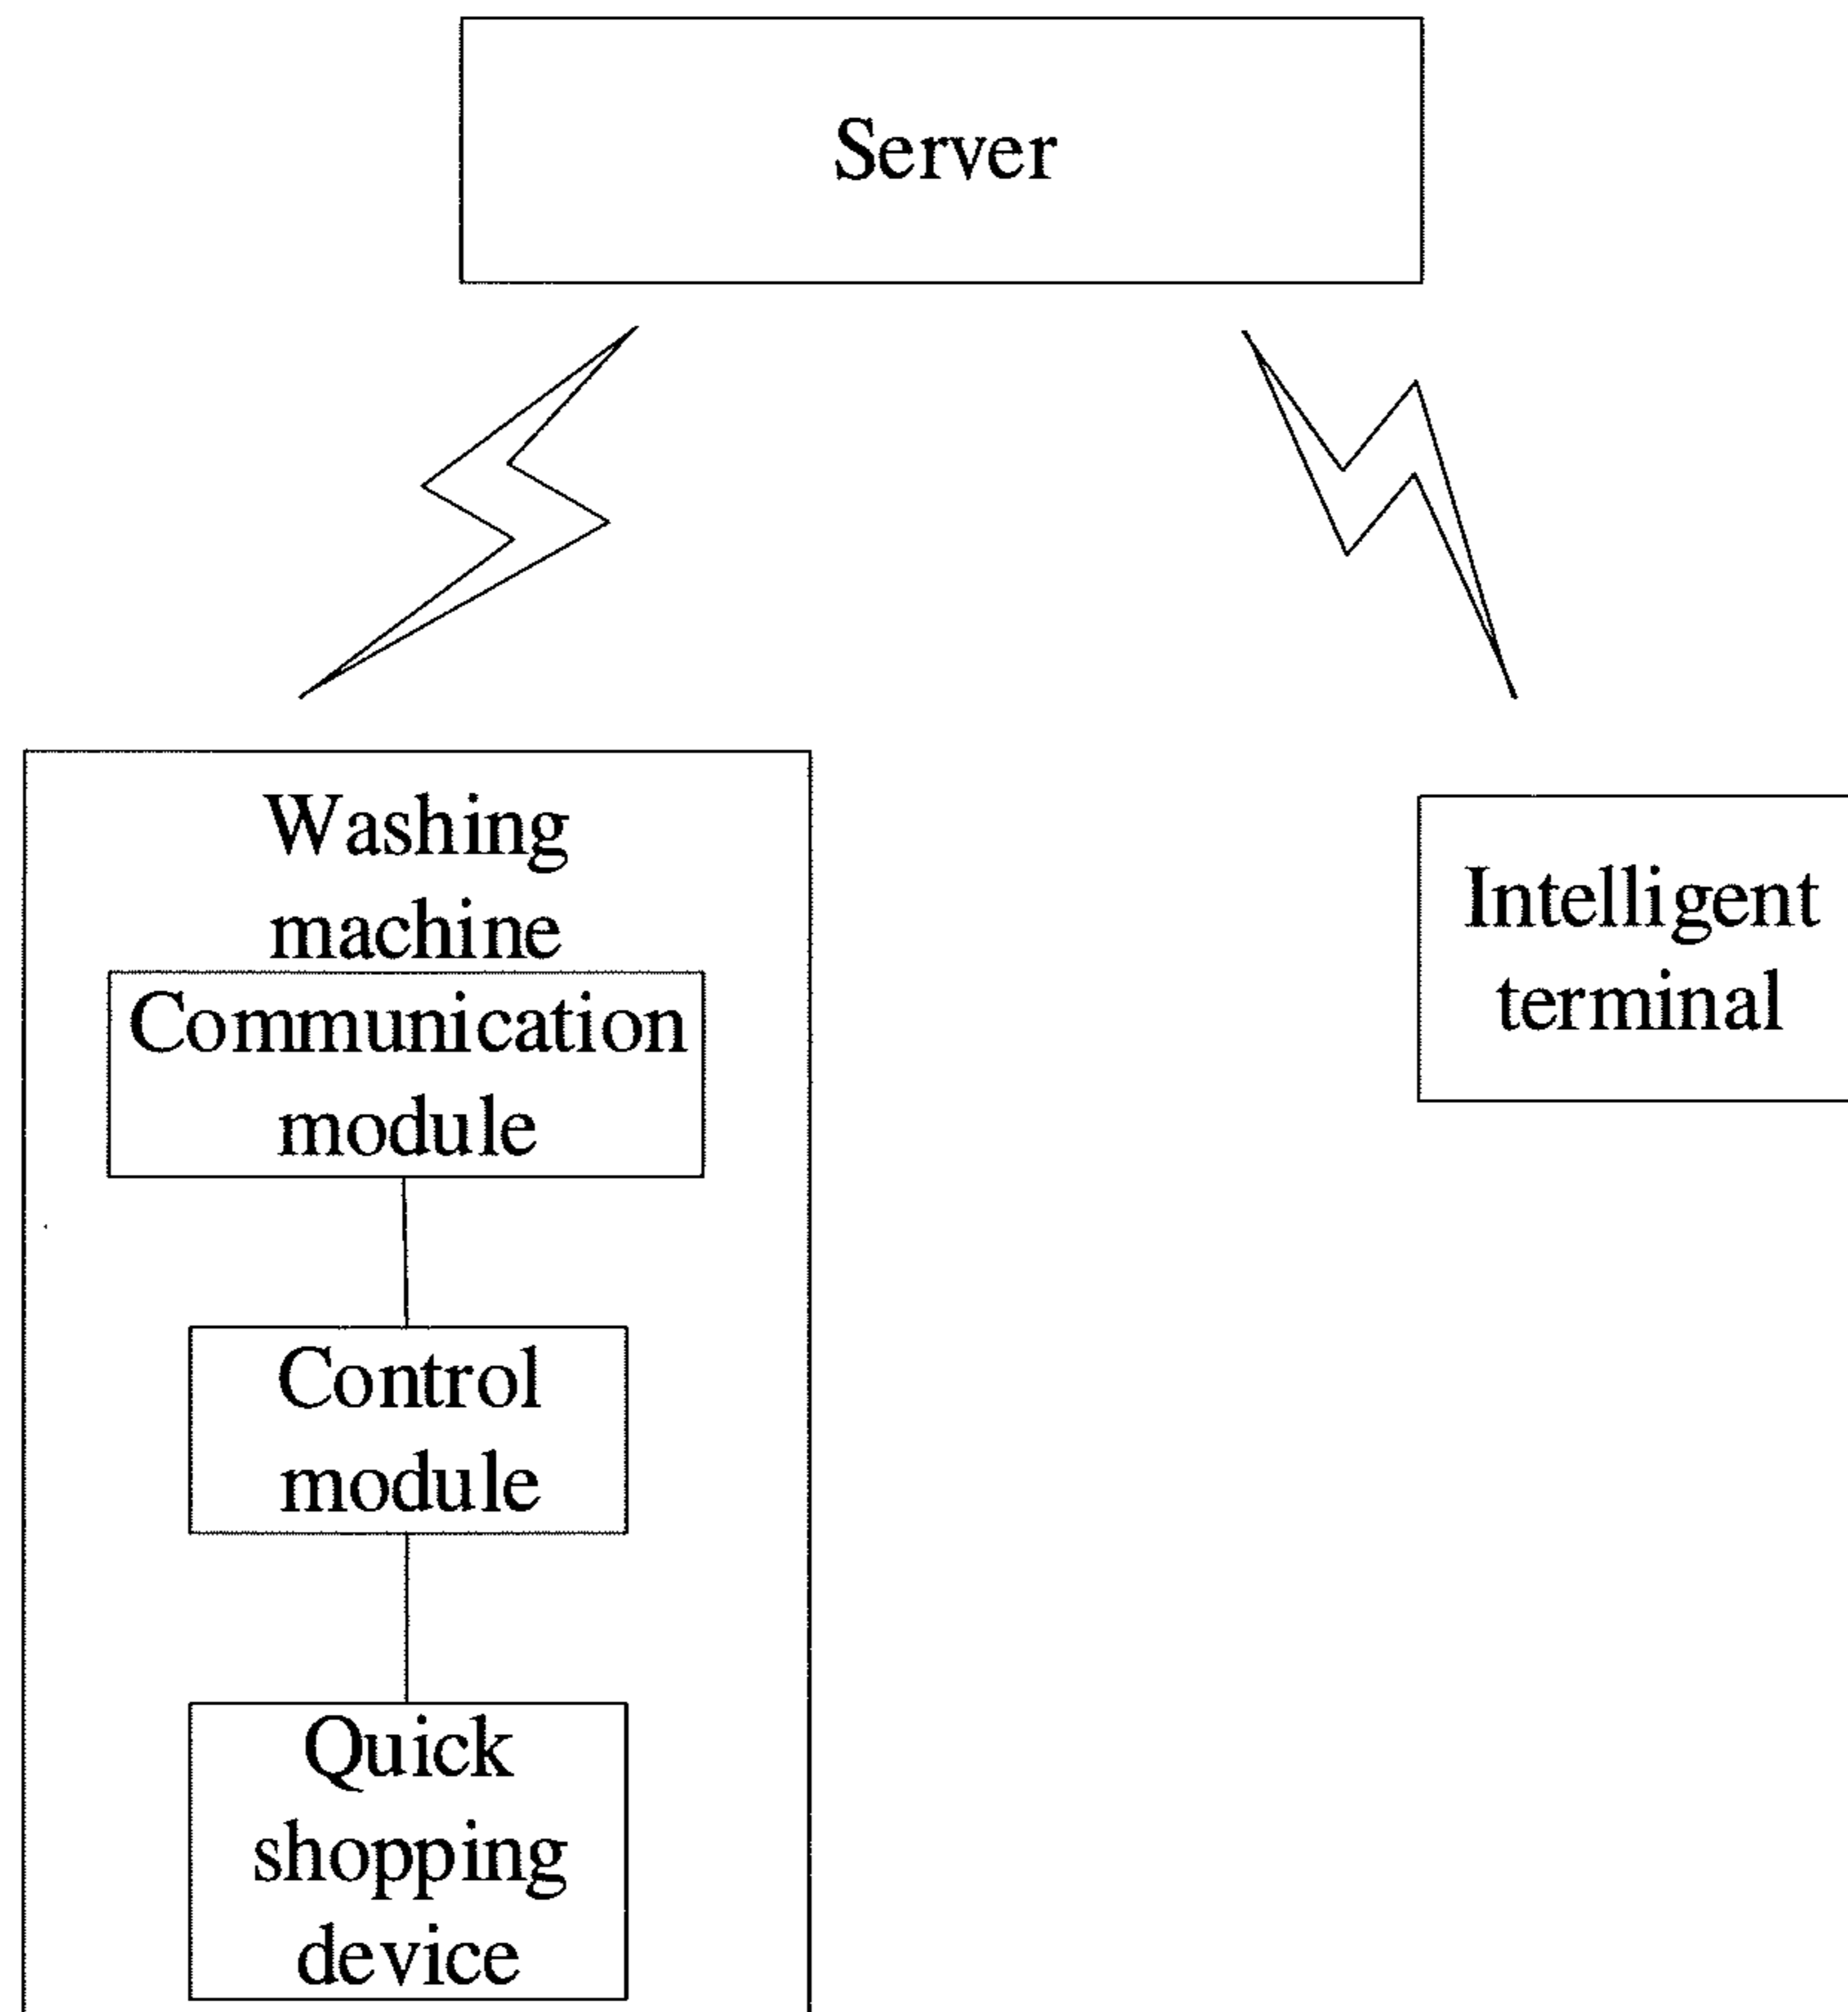 Server
Washing
machine
Communication
module
Control
module
Quick
shopping
device
Intelligent
terminal